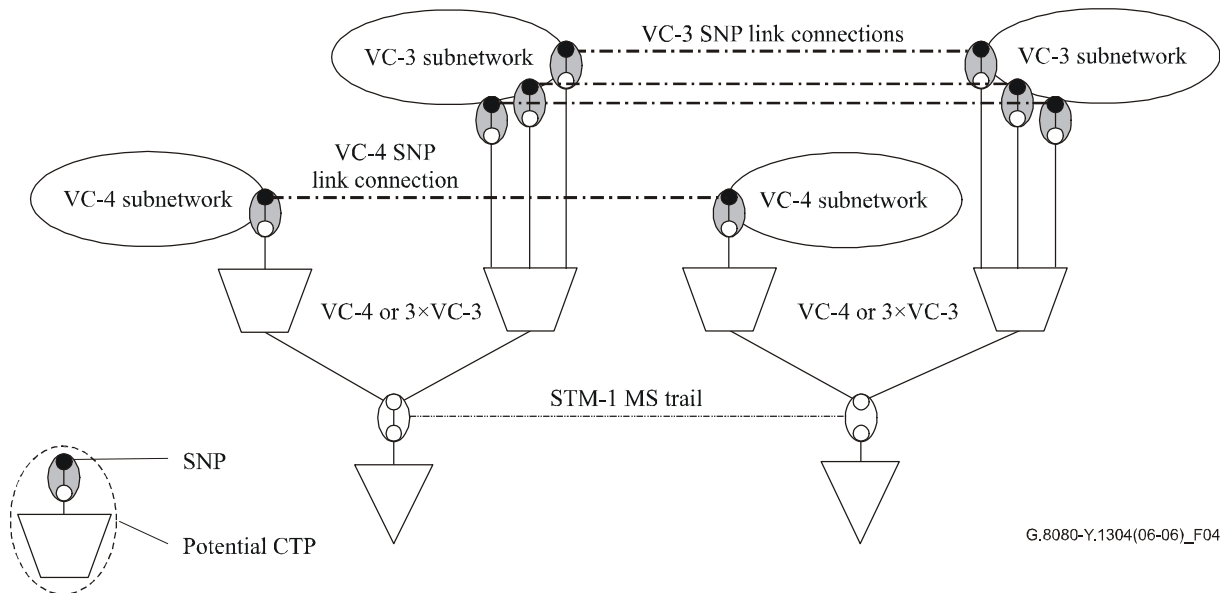 VC-3 SNP link connections
VC-3 subnetwork
VC-3 subnetwork
VC-4 SNP
link connection
VC-4 subnetwork
VC-4 subnetwork
VC-4 or 3×VC-3
VC-4 or 3×VC-3
STM-1 MS trail
SNP
Potential CTP
G.8080-Y.1304(06-06)_F04